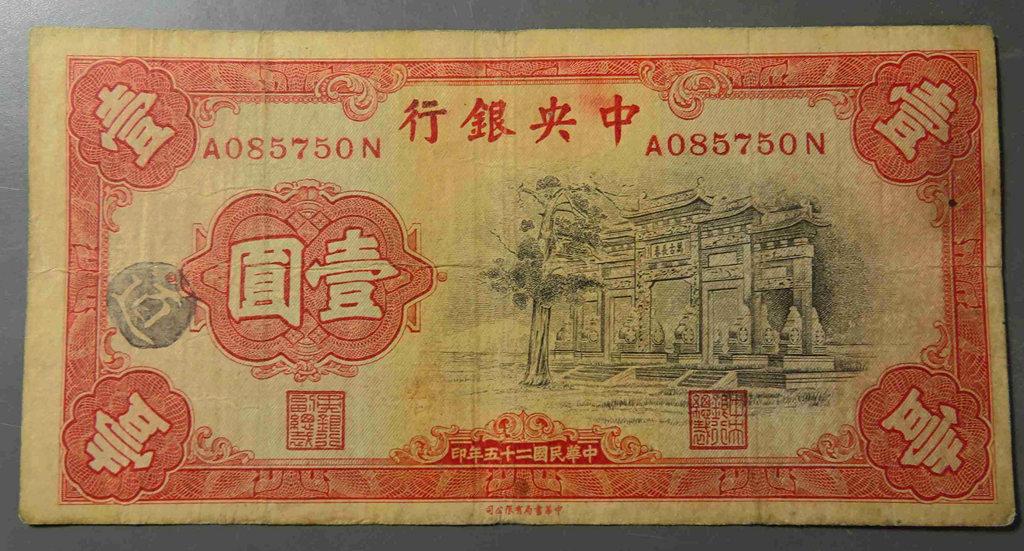 中央銀行
A085750N
A085750N
壹
壹
壹圓
壹
壹
中華民國二十五年印
中華書局有限公司